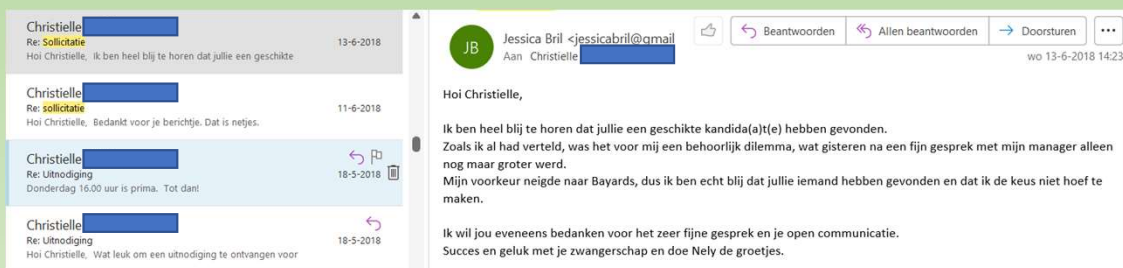 Christielle
Re: Sollicitatie
13-6-2018
Hoi Christielle, Ik ben heel blij te horen dat jullie een geschikte
Christielle
Re: sollicitatie
11-6-2018
Hoi Christielle, Bedankt voor je berichtje. Dat is netjes.
Christielle
Re: Uitnodiging
18-5-2018
Donderdag 16.00 uur is prima. Tot dan!
Christielle
Re: Uitnodiging
18-5-2018
Hoi Christielle, Wat leuk om een uitnodiging te ontvangen voor
JB
Jessica Bril <jessicabril@gmail
Aan Christielle
Beantwoorden
Allen beantwoorden
Doorsturen
wo 13-6-2018 14:23
Hoi Christielle,
Ik ben heel blij te horen dat jullie een geschikte kandida(a)t(e) hebben gevonden.
Zoals ik al had verteld, was het voor mij een behoorlijk dilemma, wat gisteren na een fijn gesprek met mijn manager alleen
nog maar groter werd.
Mijn voorkeur neigde naar Bayards, dus ik ben echt blij dat jullie iemand hebben gevonden en dat ik de keus niet hoef te
maken.
Ik wil jou eveneens bedanken voor het zeer fijne gesprek en je open communicatie.
Succes en geluk met je zwangerschap en doe Nely de groetjes.